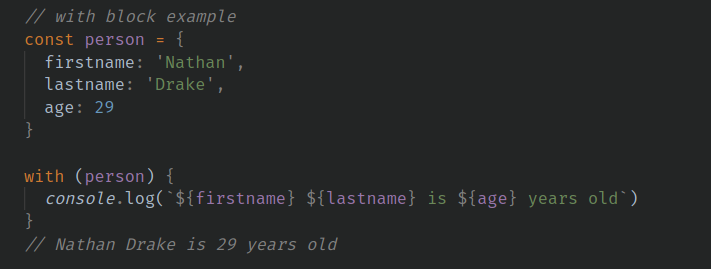 // with block example
const person = {
  firstname: 'Nathan',
  lastname: 'Drake',
  age: 29
}

with (person) {
  console.log(`${firstname} ${lastname} is ${age} years old`)
}
// Nathan Drake is 29 years old